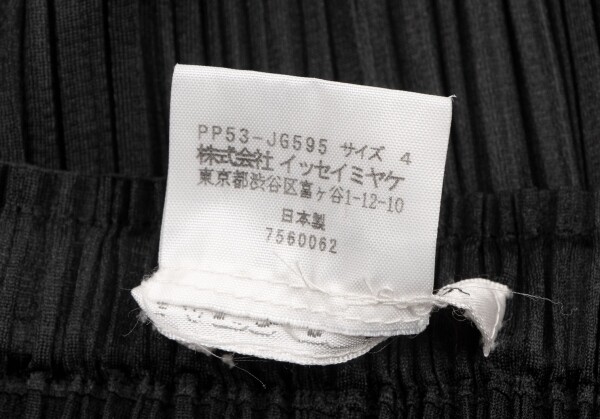 PP53-JG595 サイズ 4
株式会社 イッセイミヤケ
東京都渋谷区富ヶ谷1-12-10
日本製
7560062